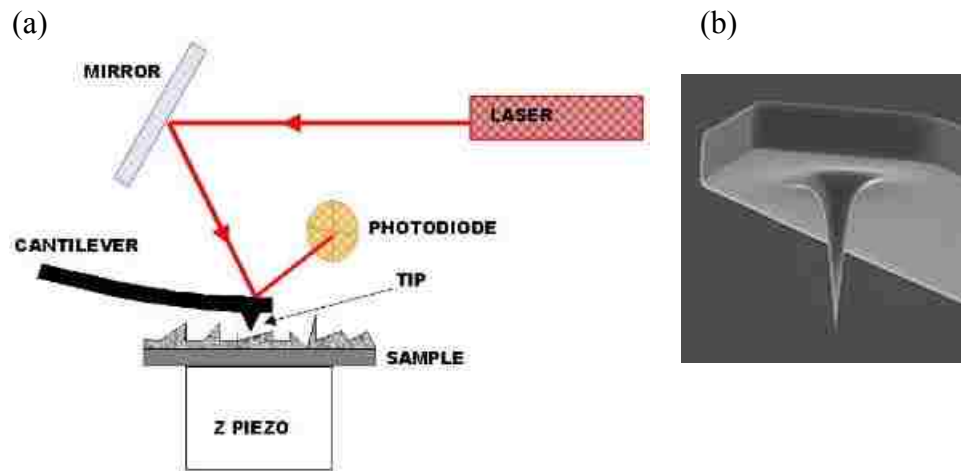 (a)
(b)
MIRROR
LASER
PHOTODIODE
CANTILEVER
TIP
SAMPLE
Z PIEZO